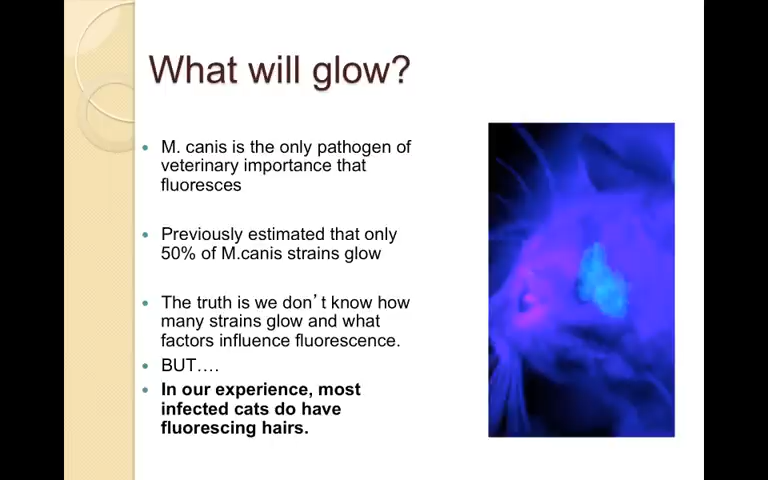 What will glow?
M. canis is the only pathogen of
veterinary importance that
fluoresces
Previously estimated that only
50% of M.canis strains glow
The truth is we don’t know how
many strains glow and what
factors influence fluorescence.
BUT….
In our experience, most
infected cats do have
fluorescing hairs.